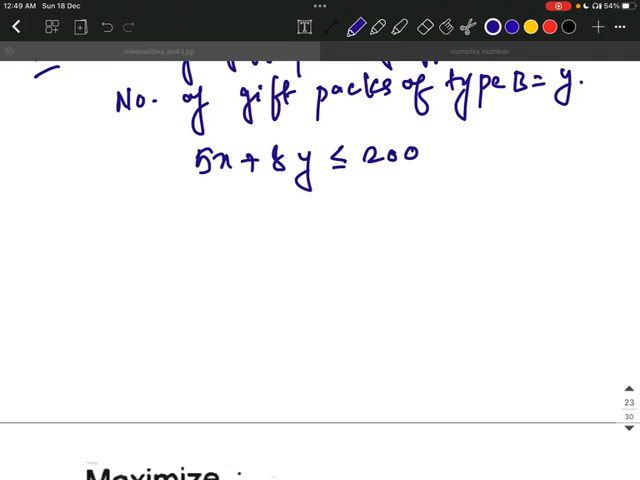 12:49 AM Sun 18 Dec
54%
inequalities and Lpp
complex number
No. of gift packs of type B = y.
5x + 8y ≤ 200
23
30
Maximize